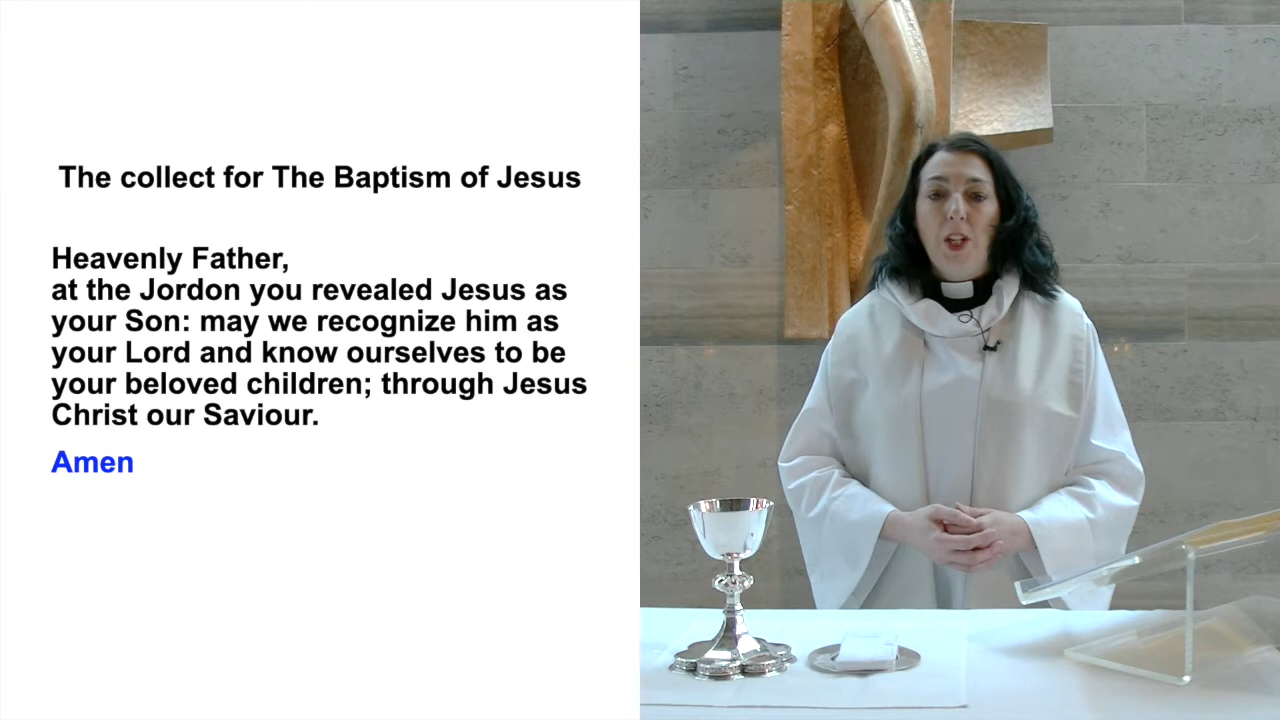 The collect for The Baptism of Jesus
Heavenly Father,
at the Jordon you revealed Jesus as
your Son: may we recognize him as
your Lord and know ourselves to be
your beloved children; through Jesus
Christ our Saviour.
Amen